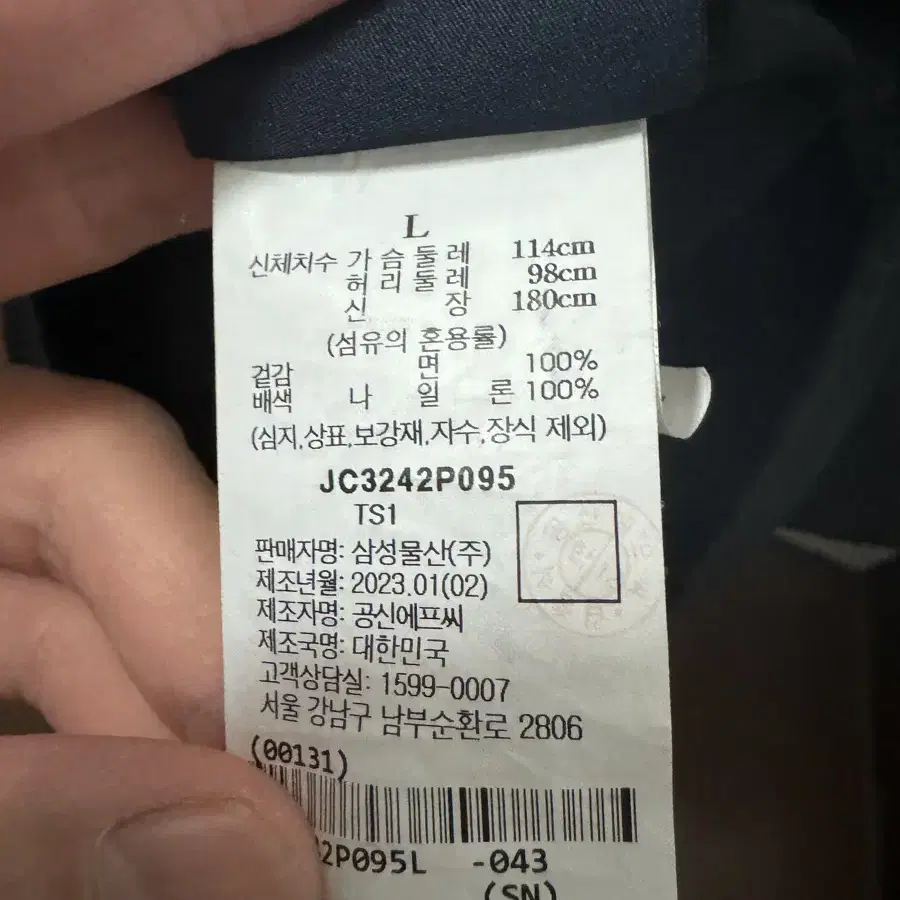 L
신체치수 가슴둘레 114cm
허리둘레 98cm
신장 180cm
(섬유의 혼용률)
겉감 면 100%
배색 나일론 100%
(심지,상표,보강재,자수,장식 제외)
JC3242P095
TS1
판매자명: 삼성물산(주)
제조년월: 2023.01(02)
제조자명: 공신에프씨
제조국명: 대한민국
고객상담실: 1599-0007
서울 강남구 남부순환로 2806
(00131)
2P095L -043
(SN)